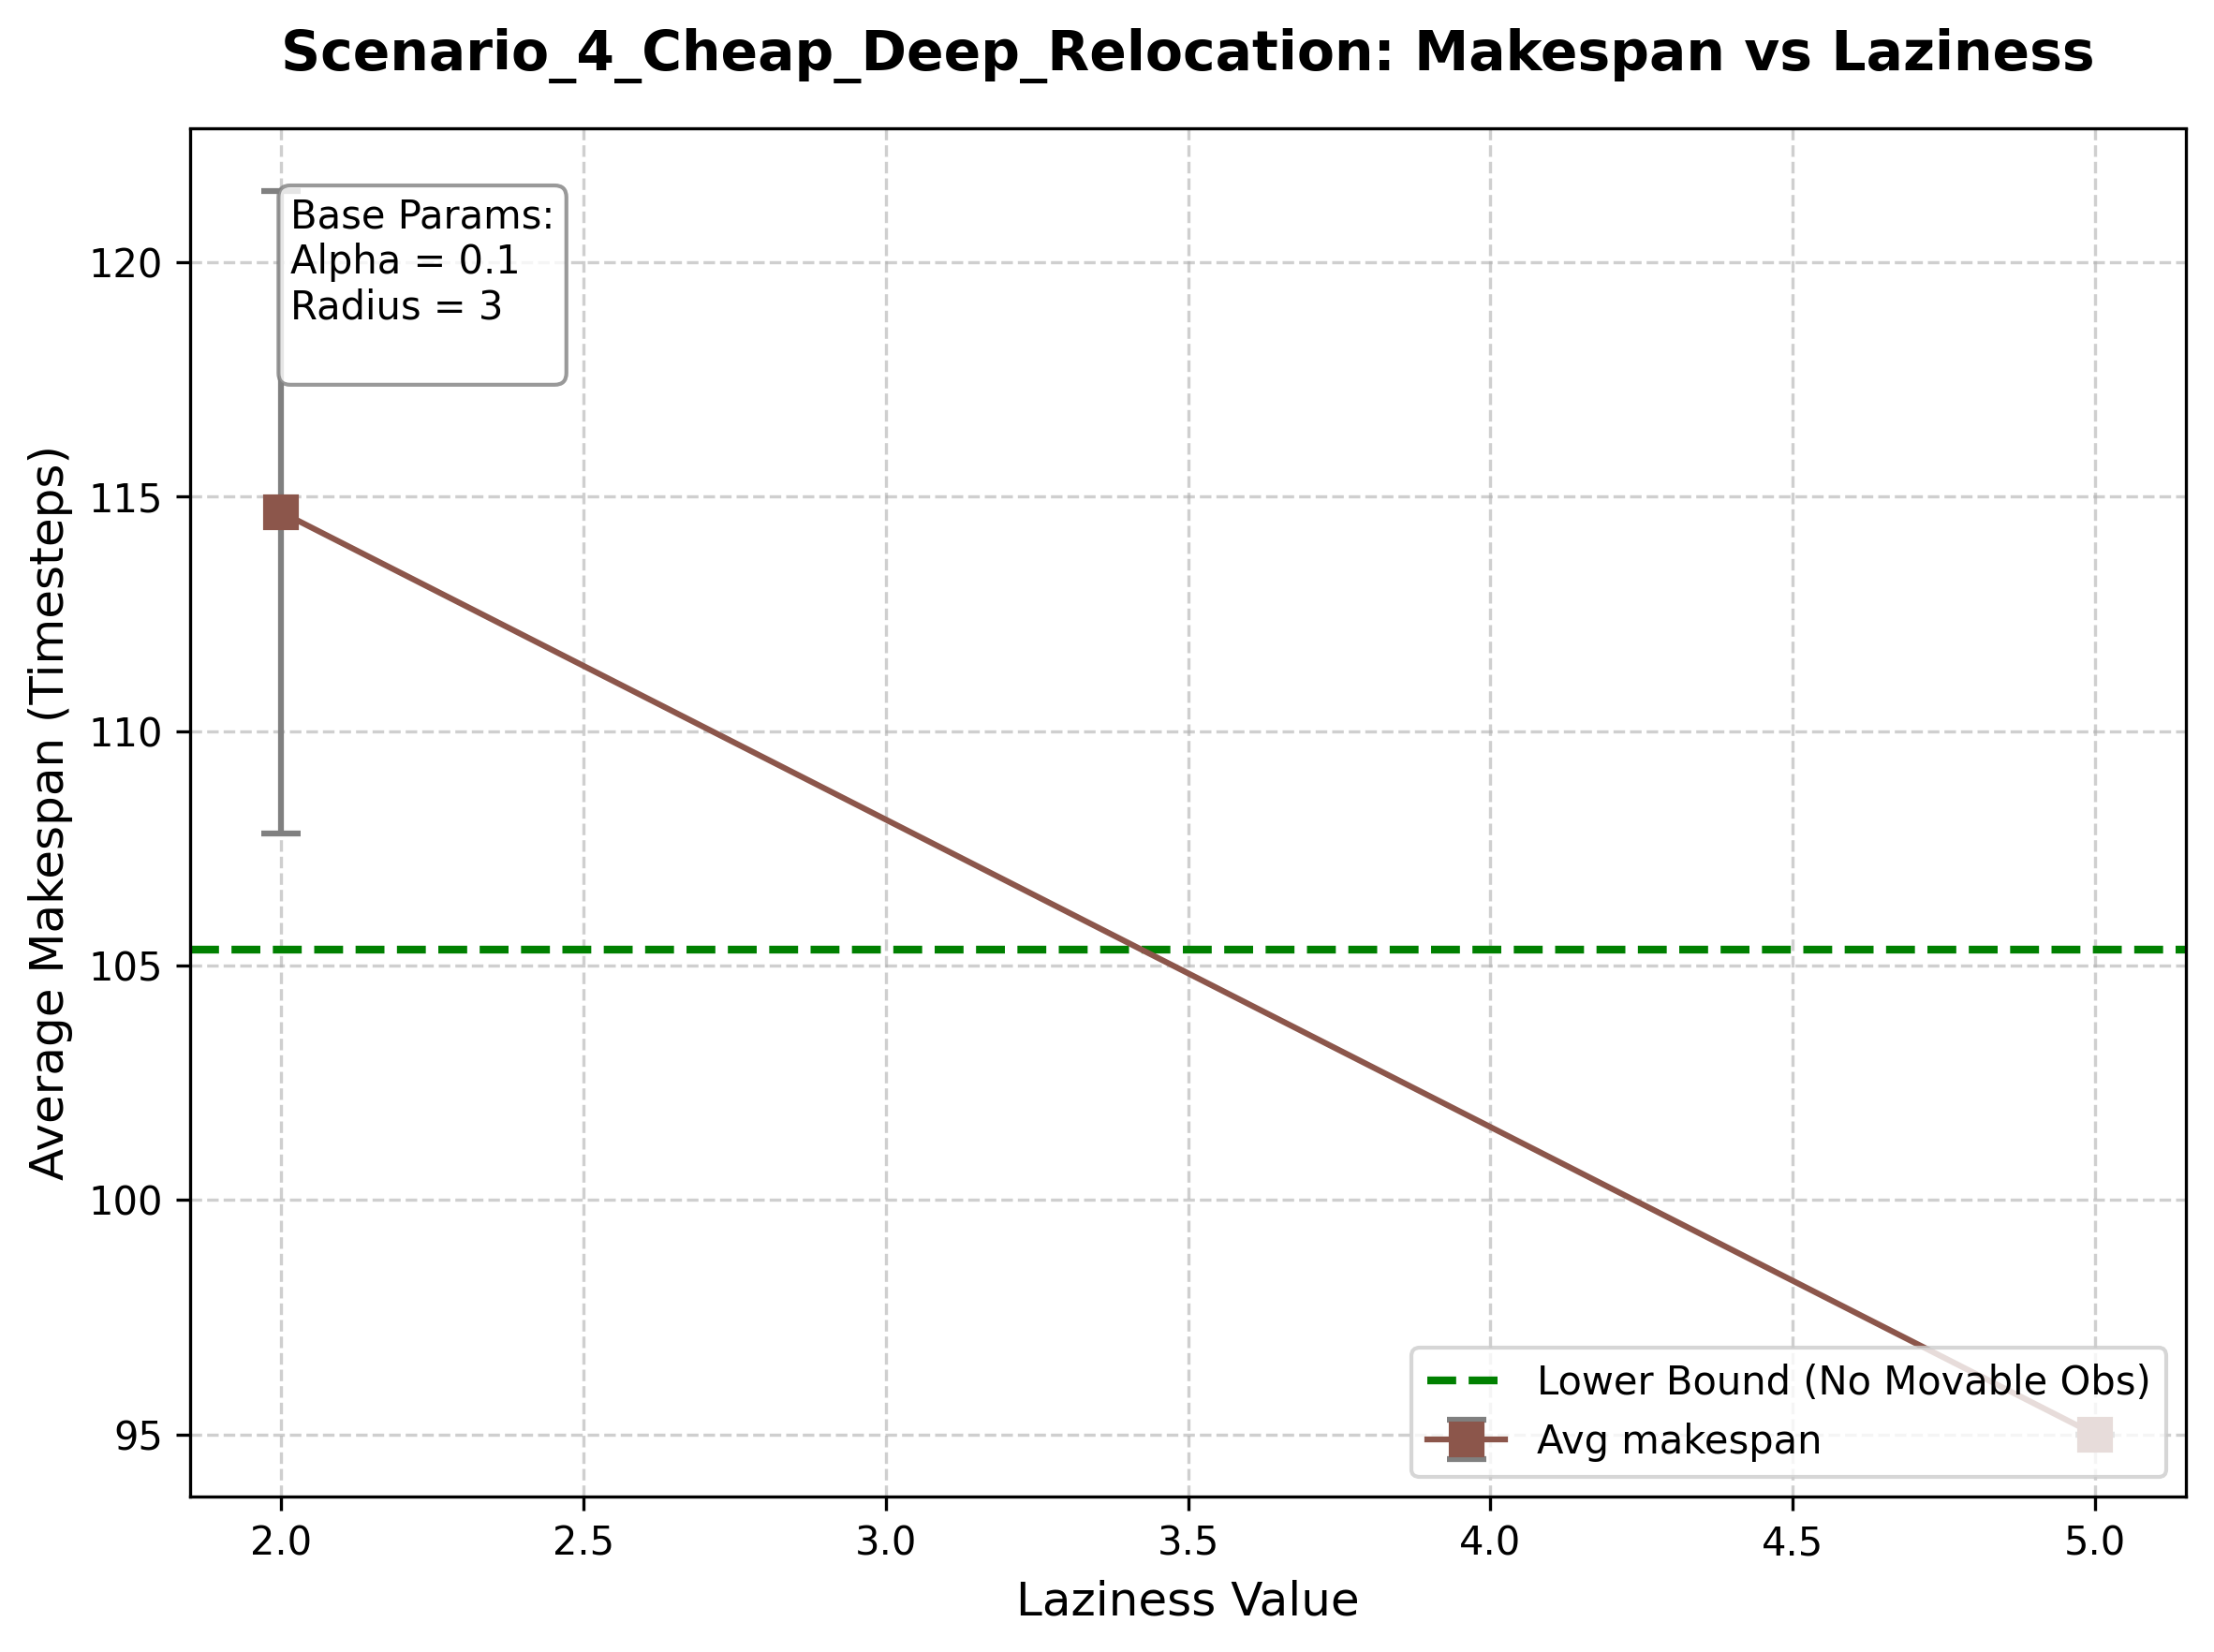 Scenario_4_Cheap_Deep_Relocation: Makespan vs Laziness
Base Params:
Alpha = 0.1
Radius = 3
Average Makespan (Timesteps)
120
115
110
105
100
95
Lower Bound (No Movable Obs)
Avg makespan
2.0 2.5 3.0 3.5 4.0 4.5 5.0
Laziness Value